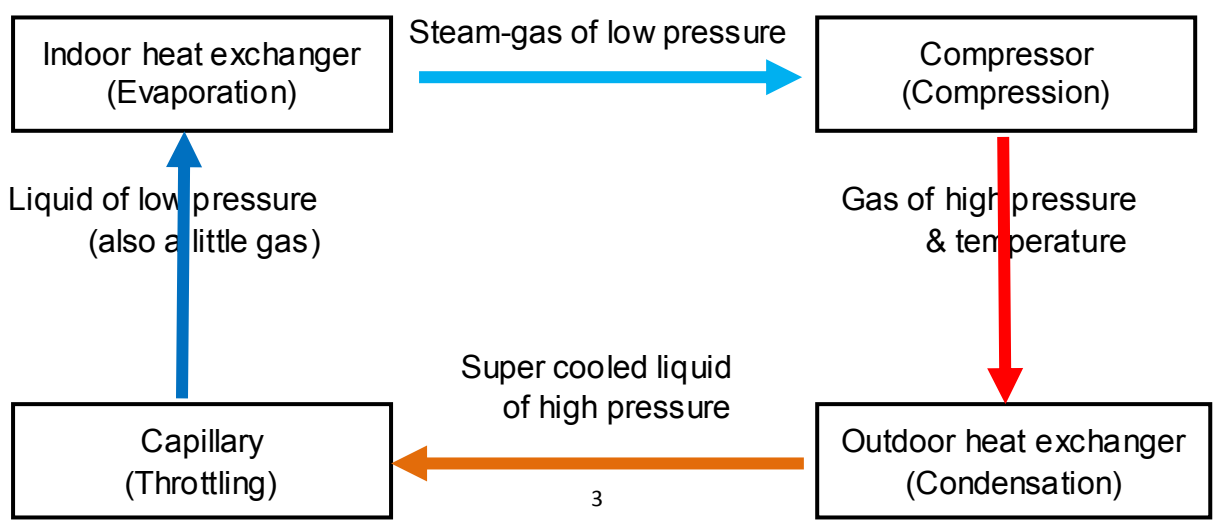 Indoor heat exchanger
(Evaporation)
Steam-gas of low pressure
Compressor
(Compression)
Liquid of low pressure
(also a little gas)
Gas of high pressure
& temperature
Super cooled liquid
of high pressure
Capillary
(Throttling)
Outdoor heat exchanger
(Condensation)
3